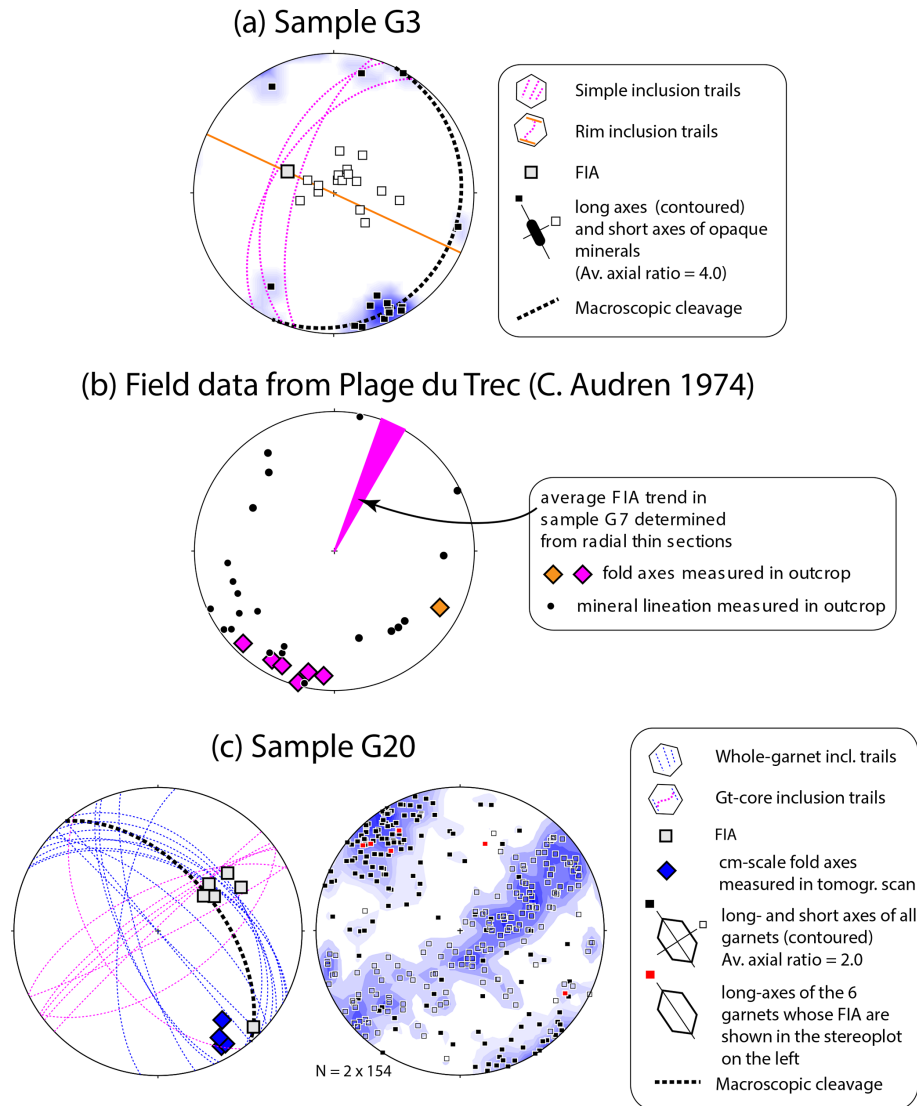 (a) Sample G3
Simple inclusion trails
Rim inclusion trails
FIA
long axes (contoured)
and short axes of opaque
minerals
(Av. axial ratio = 4.0)
Macroscopic cleavage
(b) Field data from Plage du Trec (C. Audren 1974)
average FIA trend in
sample G7 determined
from radial thin sections
fold axes measured in outcrop
mineral lineation measured in outcrop
(c) Sample G20
N = 2 x 154
Whole-garnet incl. trails
Gt-core inclusion trails
FIA
cm-scale fold axes
measured in tomogr. scan
long- and short axes of all
garnets (contoured)
Av. axial ratio = 2.0
long-axes of the 6
garnets whose FIA are
shown in the stereoplot
on the left
Macroscopic cleavage